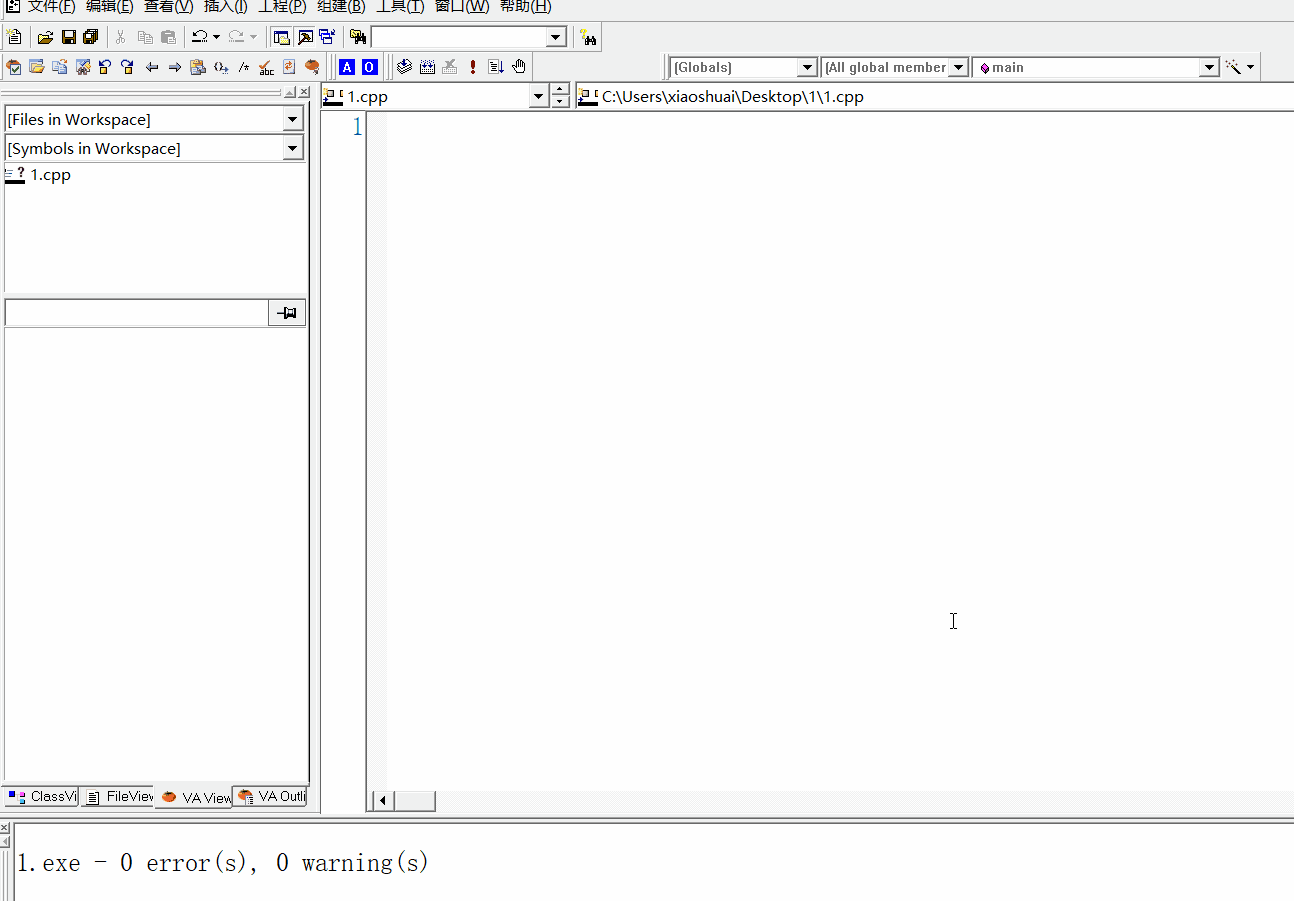 文件(F) 编辑(E) 查看(V) 插入(I) 工程(P) 组建(B) 工具(T) 窗口(W) 帮助(H)
A O [Globals] [All global member main
1.cpp C:\Users\xiaoshuai\Desktop\1\1.cpp
[Files in Workspace]
1
[Symbols in Workspace]
1.cpp
ClassVi FileView VA View VA Outli
1.exe - 0 error(s), 0 warning(s)